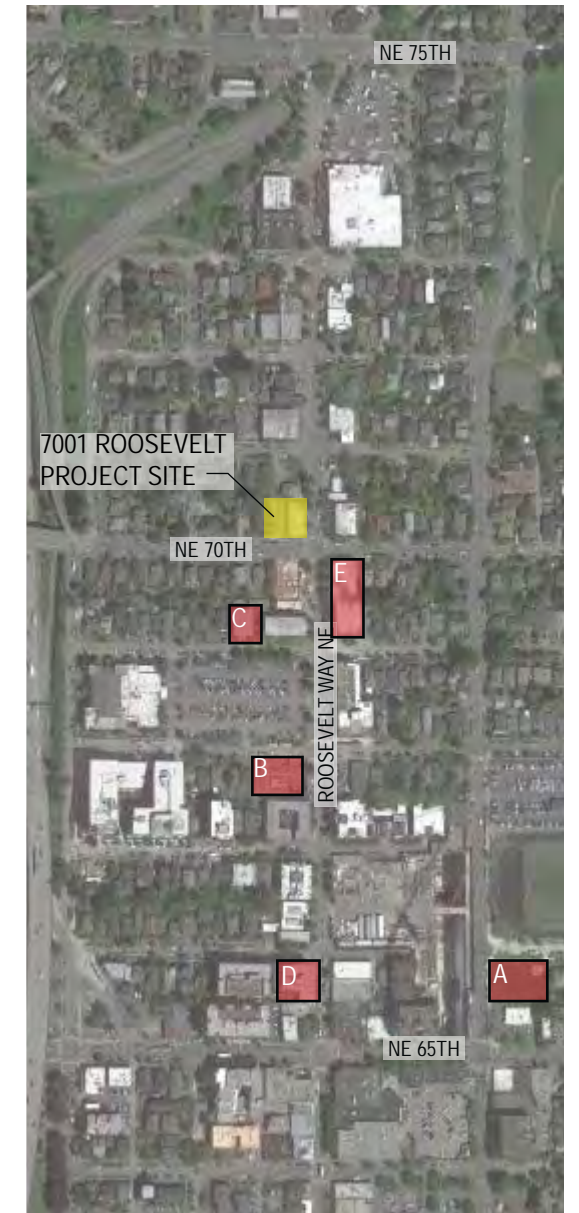 NE 75TH
7001 ROOSEVELT
PROJECT SITE
NE 70TH
E
C
ROOSEVELT WAY NE
B
D
A
NE 65TH